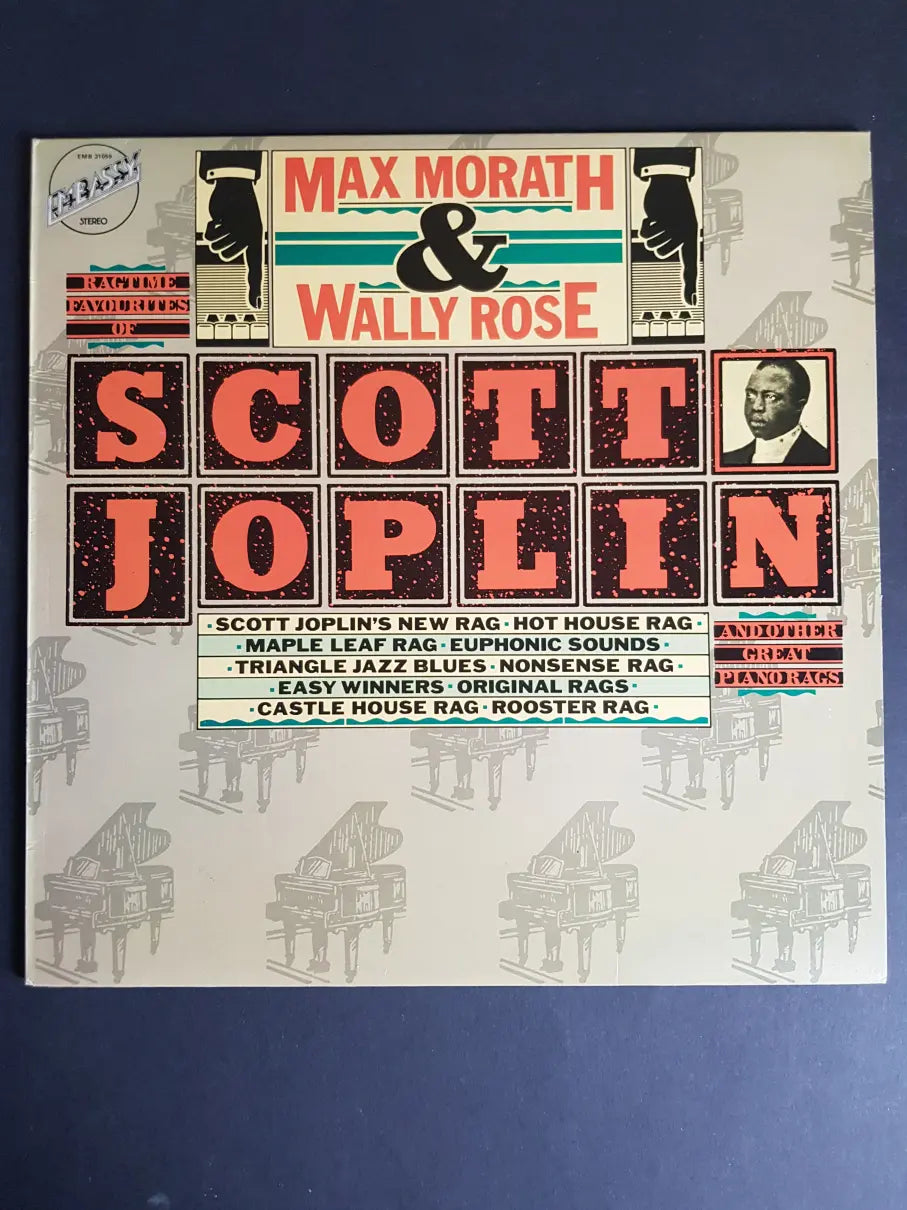 EMB 31059
EMBASSY
STEREO
MAX MORATH
&
WALLY ROSE
RAGTIME
FAVOURITES
OF
SCOTT
JOPLIN
·SCOTT JOPLIN'S NEW RAG·HOT HOUSE RAG·
·MAPLE LEAF RAG·EUPHONIC SOUNDS·
·TRIANGLE JAZZ BLUES·NONSENSE RAG·
·EASY WINNERS·ORIGINAL RAGS·
·CASTLE HOUSE RAG·ROOSTER RAG·
AND OTHER
GREAT
PIANO RAGS